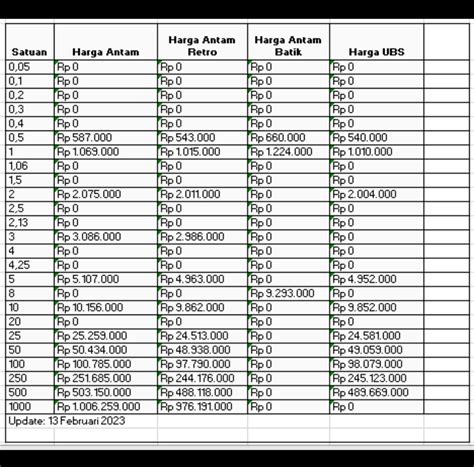 Satuan Harga Antam Harga Antam Retro Harga Antam Batik Harga UBS
0,05 Rp 0 Rp 0 Rp 0 Rp 0
0,1 Rp 0 Rp 0 Rp 0 Rp 0
0,2 Rp 0 Rp 0 Rp 0 Rp 0
0,3 Rp 0 Rp 0 Rp 0 Rp 0
0,4 Rp 0 Rp 0 Rp 0 Rp 0
0,5 Rp 587.000 Rp 543.000 Rp 660.000 Rp 540.000
1 Rp 1.069.000 Rp 1.015.000 Rp 1.224.000 Rp 1.010.000
1,06 Rp 0 Rp 0 Rp 0 Rp 0
1,5 Rp 0 Rp 0 Rp 0 Rp 0
2 Rp 2.075.000 Rp 2.011.000 Rp 0 Rp 2.004.000
2,5 Rp 0 Rp 0 Rp 0 Rp 0
2,13 Rp 0 Rp 0 Rp 0 Rp 0
3 Rp 3.086.000 Rp 2.986.000 Rp 0 Rp 0
4 Rp 0 Rp 0 Rp 0 Rp 0
4,25 Rp 0 Rp 0 Rp 0 Rp 0
5 Rp 5.107.000 Rp 4.963.000 Rp 0 Rp 4.952.000
8 Rp 0 Rp 0 Rp 9.293.000 Rp 0
10 Rp 10.156.000 Rp 9.862.000 Rp 0 Rp 9.852.000
20 Rp 0 Rp 0 Rp 0 Rp 0
25 Rp 25.259.000 Rp 24.513.000 Rp 0 Rp 24.581.000
50 Rp 50.434.000 Rp 48.938.000 Rp 0 Rp 49.059.000
100 Rp 100.785.000 Rp 97.790.000 Rp 0 Rp 98.079.000
250 Rp 251.685.000 Rp 244.176.000 Rp 0 Rp 245.123.000
500 Rp 503.150.000 Rp 488.118.000 Rp 0 Rp 489.669.000
1000 Rp 1.006.259.000 Rp 976.191.000 Rp 0 Rp 0
Update: 13 Februari 2023